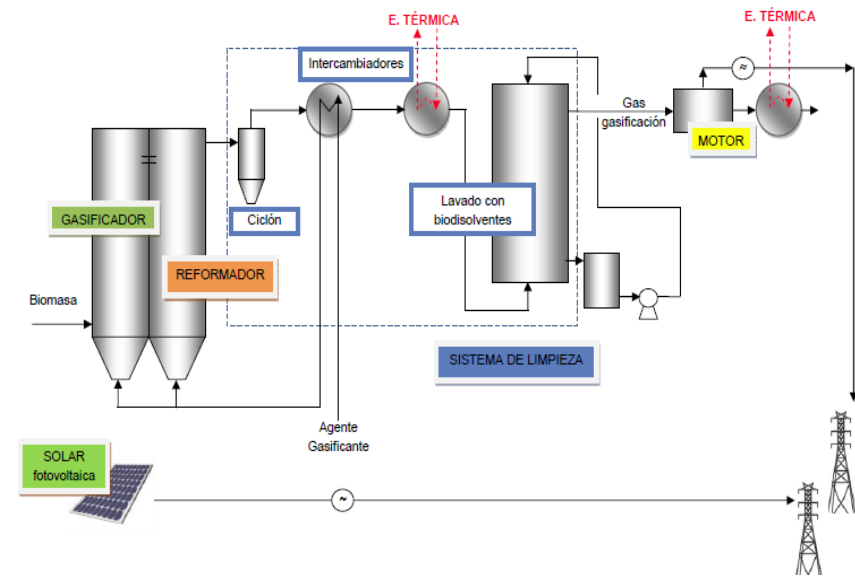 E. TÉRMICA
E. TÉRMICA
Intercambiadores
≈
Gas
gasificación
MOTOR
GASIFICADOR
Ciclón
Lavado con
biodisolventes
REFORMADOR
Biomasa
SISTEMA DE LIMPIEZA
Agente
Gasificante
SOLAR
fotovoltaica
~